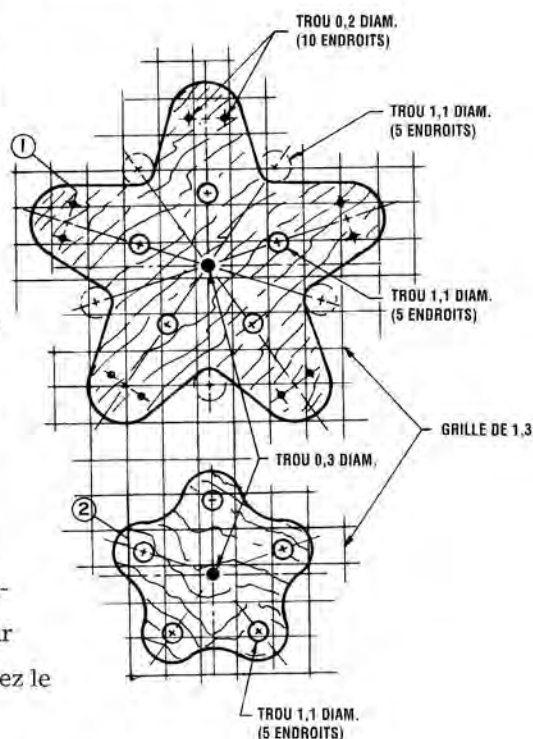 TROU 0,2 DIAM.
(10 ENDROITS)
TROU 1,1 DIAM.
(5 ENDROITS)
1
TROU 1,1 DIAM.
(5 ENDROITS)
GRILLE DE 1,3
TROU 0,3 DIAM.
2
ez le
TROU 1,1 DIAM.
(5 ENDROITS)